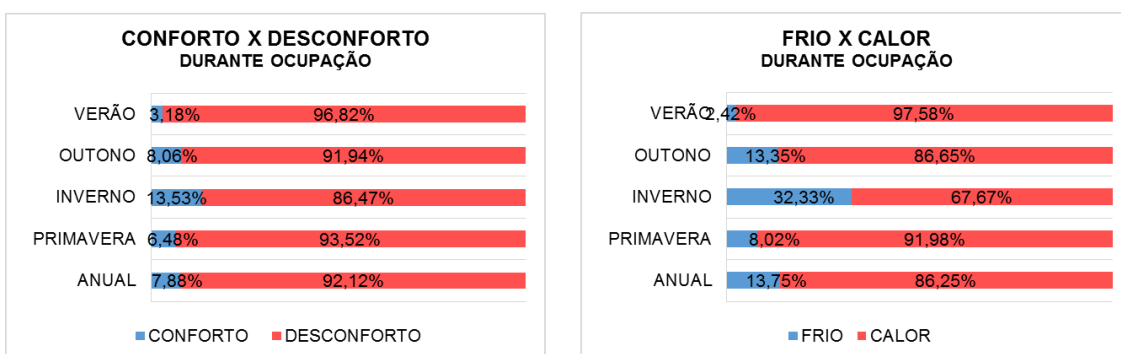 CONFORTO X DESCONFORTO
DURANTE OCUPAÇÃO
VERÃO 3,18% 96,82%
OUTONO 8,06% 91,94%
INVERNO 13,53% 86,47%
PRIMAVERA 6,48% 93,52%
ANUAL 7,88% 92,12%
CONFORTO DESCONFORTO
FRIO X CALOR
DURANTE OCUPAÇÃO
VERÃO 2,42% 97,58%
OUTONO 13,35% 86,65%
INVERNO 32,33% 67,67%
PRIMAVERA 8,02% 91,98%
ANUAL 13,75% 86,25%
FRIO CALOR